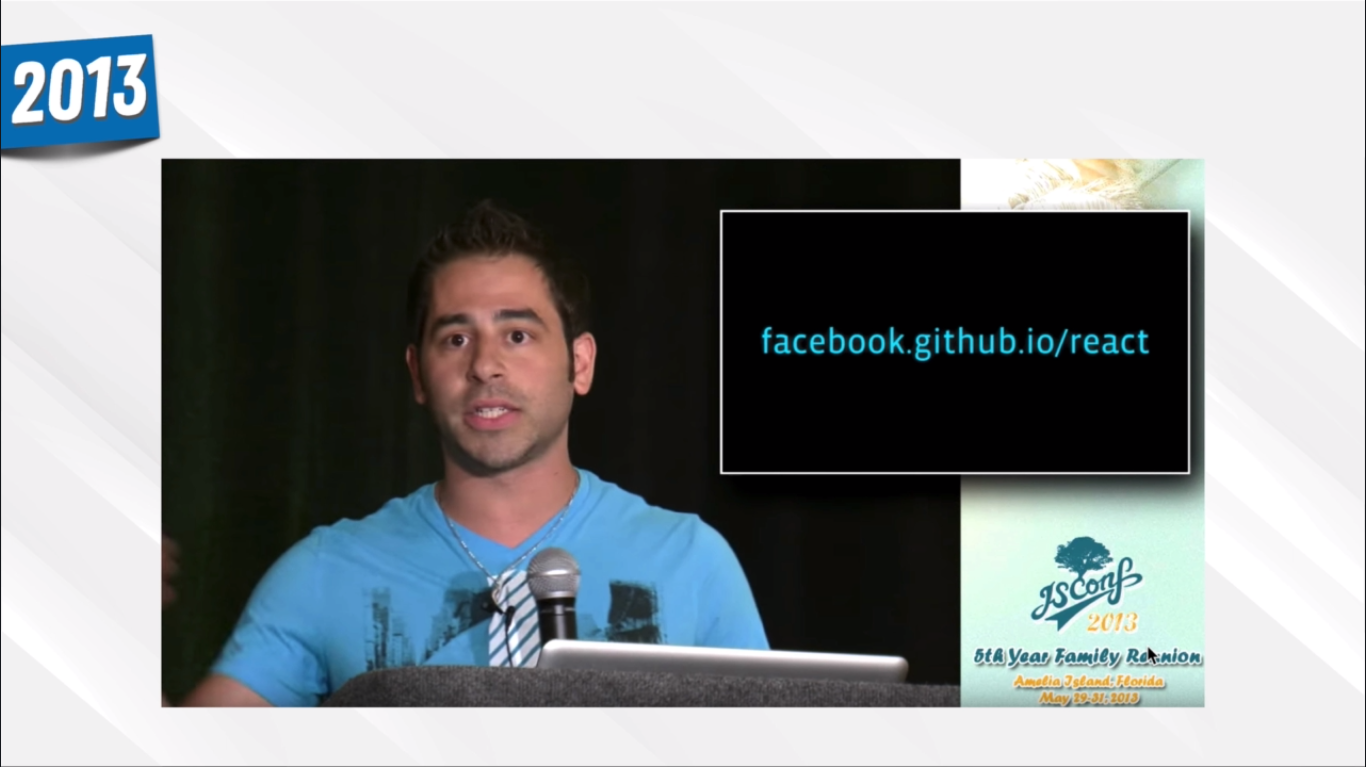 2013
facebook.github.io/react
JSConf
2013
5th Year Family Reunion
Amelia Island, Florida
May 29-31, 2013